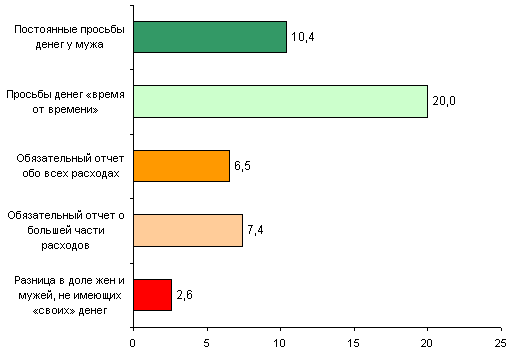 Постоянные просьбы
денег у мужа
10,4
Просьбы денег «время
от времени»
20,0
Обязательный отчет
обо всех расходах
6,5
Обязательный отчет о
большей части
расходов
7,4
Разница в доле жен и
мужей, не имеющих
«своих» денег
2,6
0 5 10 15 20 25